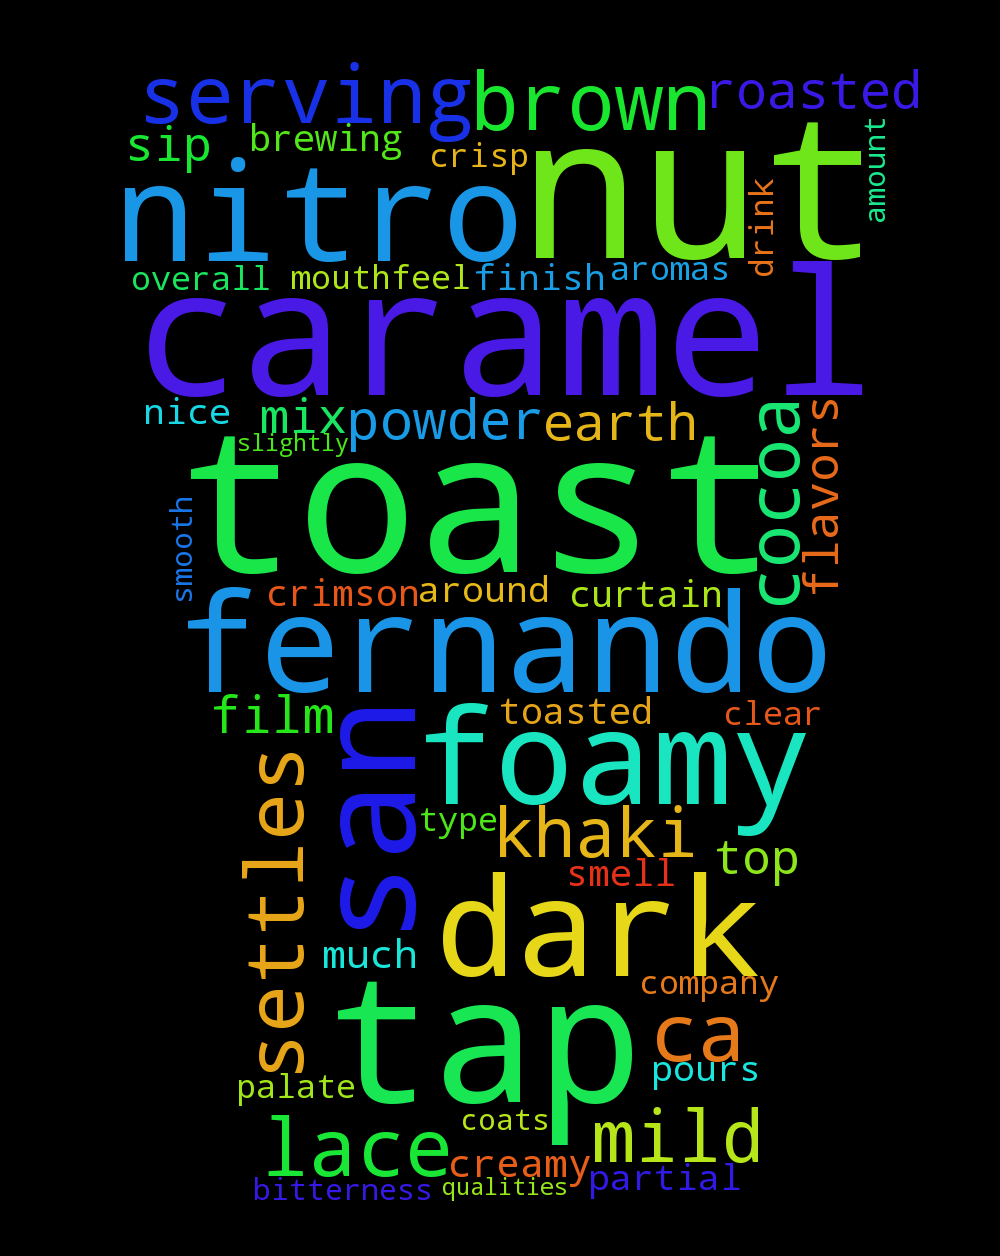 serving brown roasted
sip brewing crisp amount
nitro nut drink
overall mouthfeel finish aromas
caramel
nice mix powder earth cocoa flavors
slightly
toast
smooth
crimson around curtain
fernando
film san toasted clear
foamy
settles type khaki top
smell
dark
much company
tap ca
palate pours
lace coats mild
creamy
bitterness qualities partial